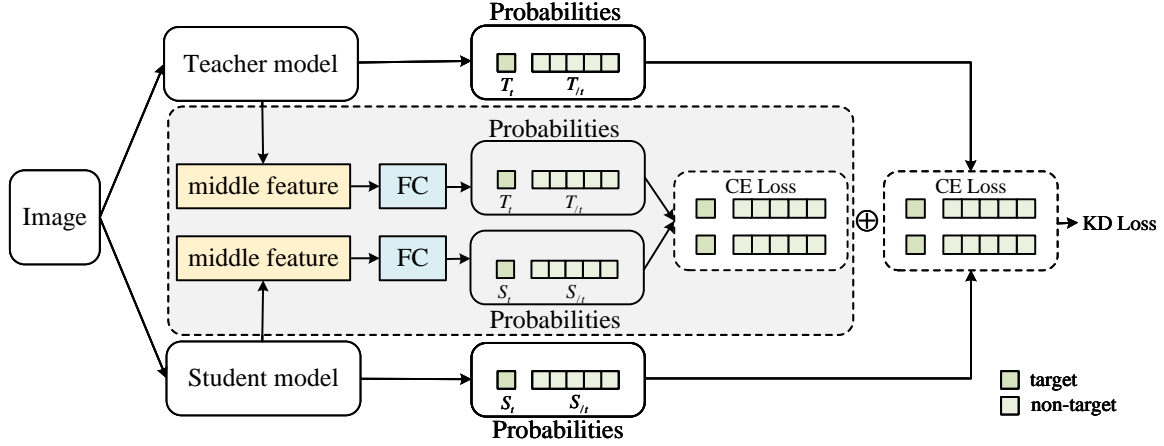 Probabilities
Teacher model
T_t T_/t
Probabilities
middle feature FC
T_t T_/t
CE Loss
CE Loss
Image
⊕
KD Loss
middle feature FC
S_t S_/t
Probabilities
Student model
S_t S_/t
Probabilities
target
non-target